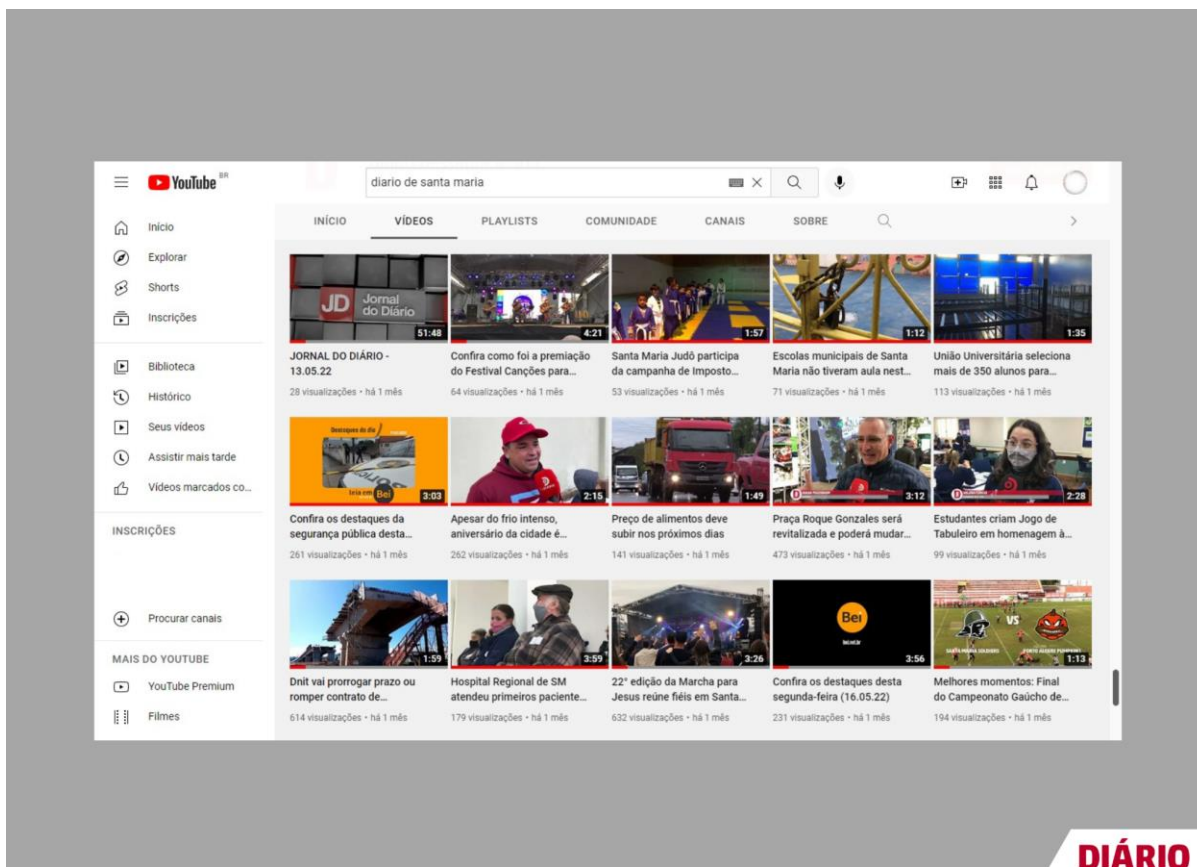 YouTube BR
diario de santa maria
Início
Explorar
Shorts
Inscrições
Biblioteca
Histórico
Seus vídeos
Assistir mais tarde
Vídeos marcados co...
INSCRIÇÕES
Procurar canais
MAIS DO YOUTUBE
YouTube Premium
Filmes
INÍCIO VÍDEOS PLAYLISTS COMUNIDADE CANAIS SOBRE
JD Jornal
do Diário
51:48 4:21 1:57 1:12 1:35
JORNAL DO DIÁRIO -
13.05.22
28 visualizações • há 1 mês
Confira como foi a premiação
do Festival Canções para...
64 visualizações • há 1 mês
Santa Maria Judô participa
da campanha de Imposto...
53 visualizações • há 1 mês
Escolas municipais de Santa
Maria não tiveram aula nest...
71 visualizações • há 1 mês
União Universitária seleciona
mais de 350 alunos para...
113 visualizações • há 1 mês
Destaques do dia
Leia em Bei
3:03 2:15 1:49 3:12 2:28
Confira os destaques da
segurança pública desta...
261 visualizações • há 1 mês
Apesar do frio intenso,
aniversário da cidade é...
262 visualizações • há 1 mês
Preço de alimentos deve
subir nos próximos dias
141 visualizações • há 1 mês
Praça Roque Gonzales será
revitalizada e poderá mudar...
473 visualizações • há 1 mês
Estudantes criam Jogo de
Tabuleiro em homenagem à...
99 visualizações • há 1 mês
Bei
VS
SANTA MARIA SOLDIERS PORTO ALEGRE PUMPKINS
1:59 3:59 3:26 3:56 1:13
Dnit vai prorrogar prazo ou
romper contrato de...
614 visualizações • há 1 mês
Hospital Regional de SM
atendeu primeiros paciente...
179 visualizações • há 1 mês
22° edição da Marcha para
Jesus reúne fiéis em Santa...
632 visualizações • há 1 mês
Confira os destaques desta
segunda-feira (16.05.22)
231 visualizações • há 1 mês
Melhores momentos: Final
do Campeonato Gaúcho de...
194 visualizações • há 1 mês
DIÁRIO